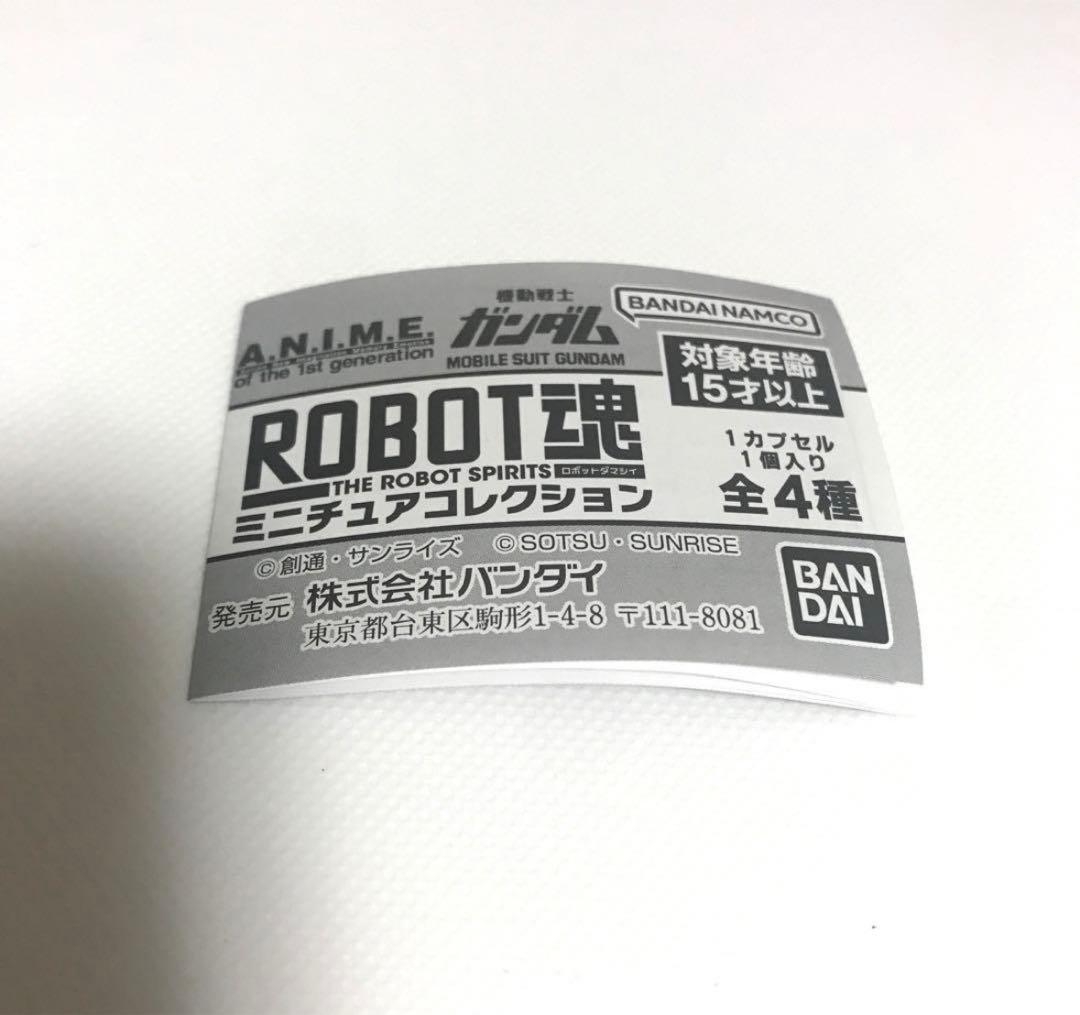 機動戦士
ガンダム
MOBILE SUIT GUNDAM
BANDAI NAMCO
A.N.I.M.E.
of the 1st generation
対象年齢
15才以上
ROBOT魂
THE ROBOT SPIRITS ロボットダマシイ
ミニチュアコレクション
1カプセル
1個入り
全4種
©創通・サンライズ ©SOTSU・SUNRISE
発売元 株式会社バンダイ
東京都台東区駒形1-4-8 〒111-8081
BAN
DAI